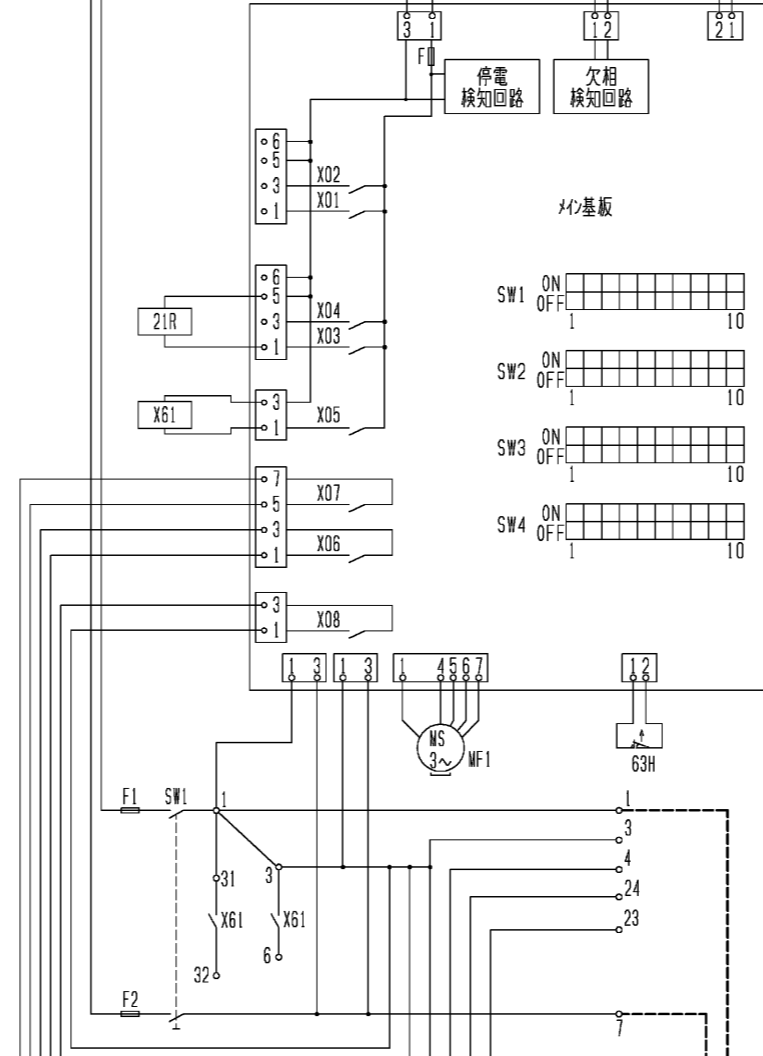 3 1
1 2
2 1
F
停電
検知回路
欠相
検知回路
6
5
3 X02
1 X01
メイン基板
6
5
3 X04
1 X03
21R
SW1 ON
OFF
1 10
SW2 ON
OFF
1 10
3
1 X05
X61
SW3 ON
OFF
1 10
7
5 X07
3
1 X06
SW4 ON
OFF
1 10
3
1 X08
1 3 1 3 1 4 5 6 7 1 2
MS
3～ MF1
63H
F1 SW1 1 1
3
4
24
23
3
31
X61 X61
6
32
F2
7